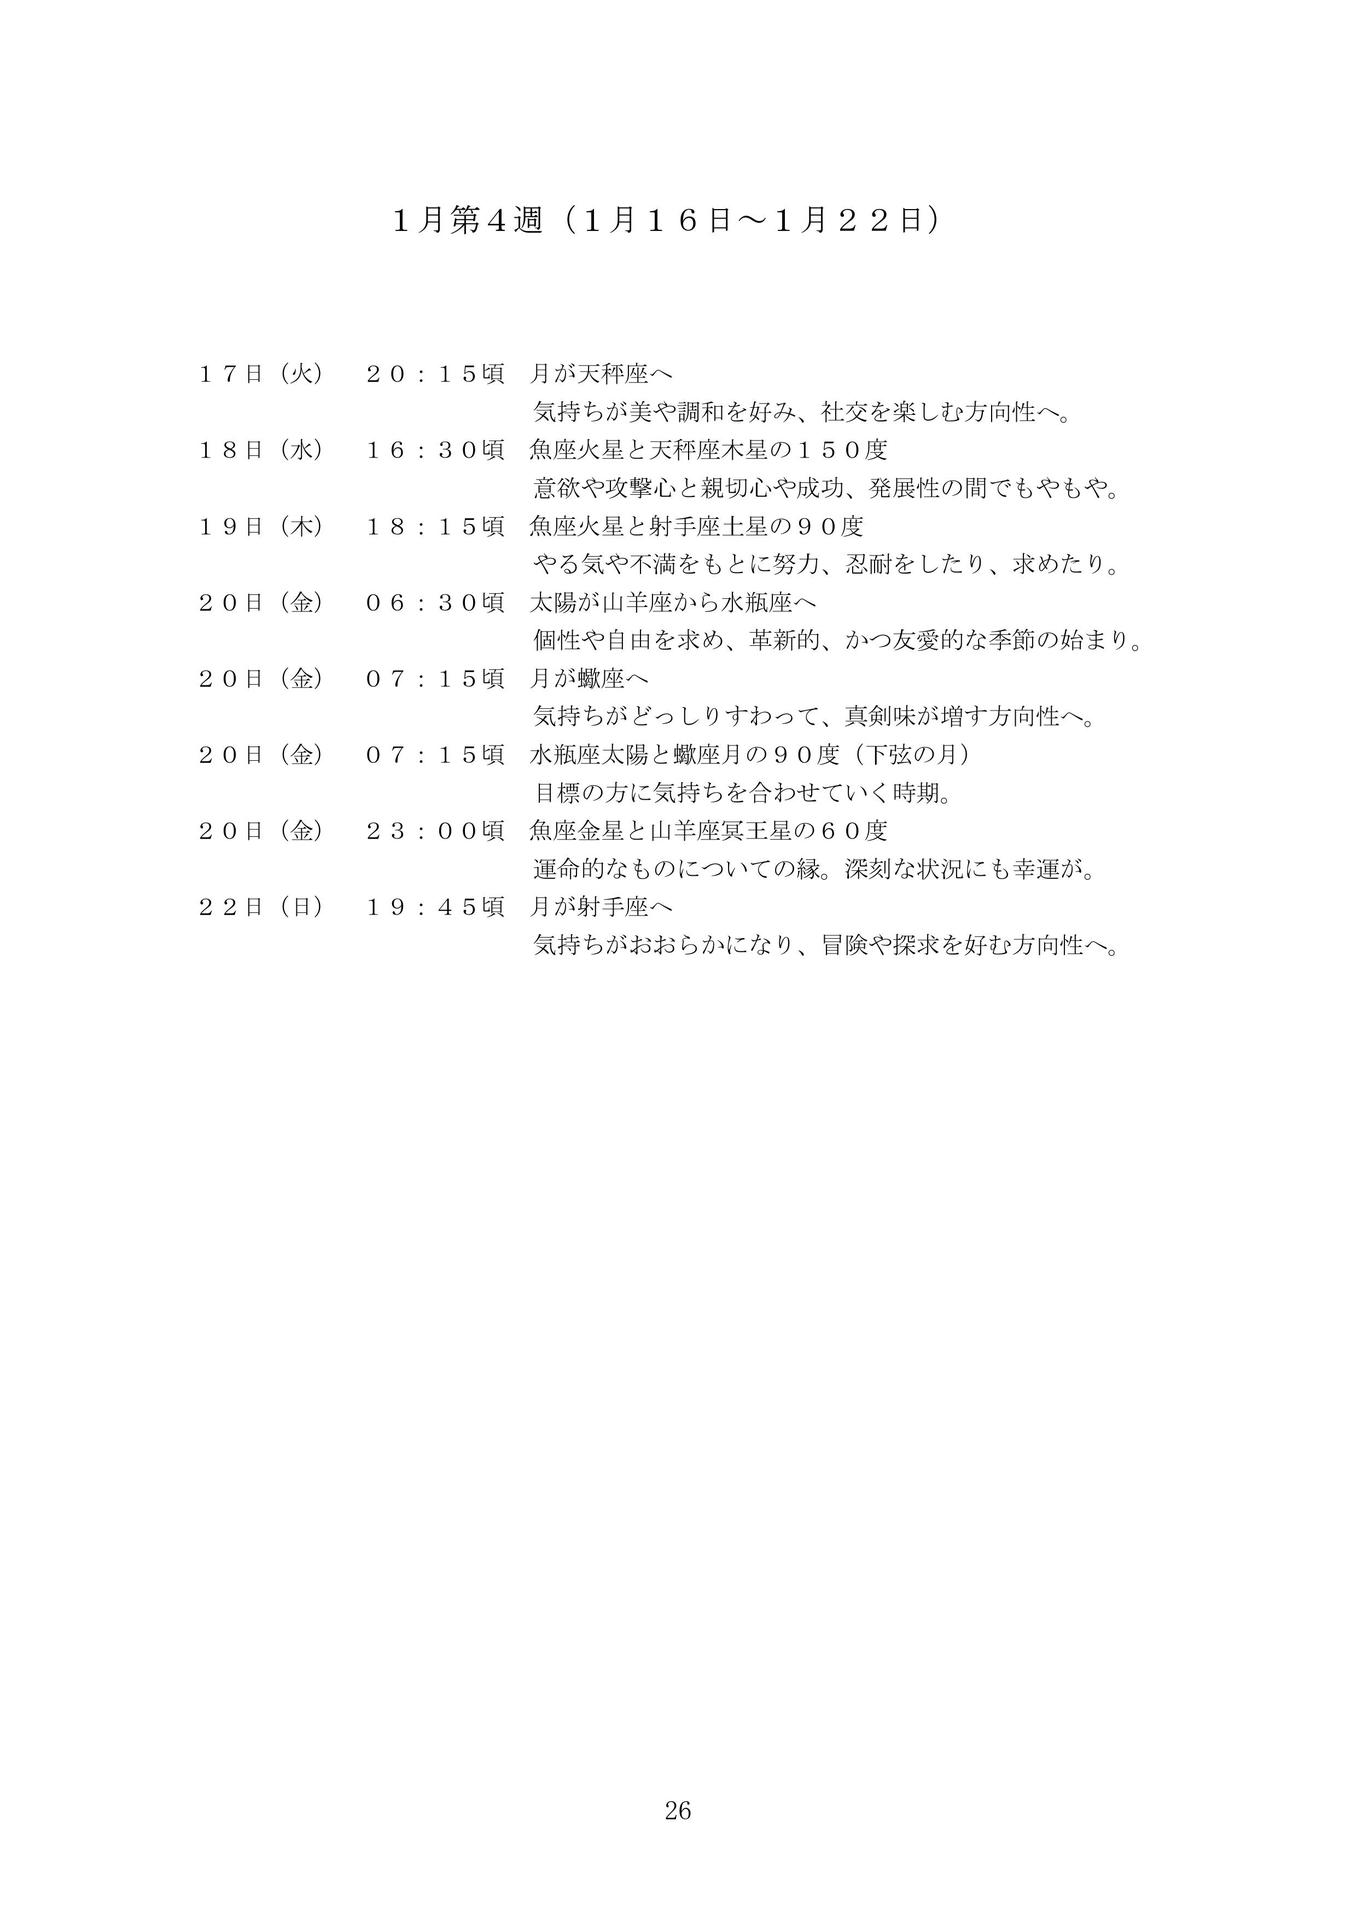 １月第４週（１月１６日～１月２２日）
１７日（火）　２０：１５頃　月が天秤座へ
気持ちが美や調和を好み、社交を楽しむ方向性へ。
１８日（水）　１６：３０頃　魚座火星と天秤座木星の１５０度
意欲や攻撃心と親切心や成功、発展性の間でもやもや。
１９日（木）　１８：１５頃　魚座火星と射手座土星の９０度
やる気や不満をもとに努力、忍耐をしたり、求めたり。
２０日（金）　０６：３０頃　太陽が山羊座から水瓶座へ
個性や自由を求め、革新的、かつ友愛的な季節の始まり。
２０日（金）　０７：１５頃　月が蠍座へ
気持ちがどっしりすわって、真剣味が増す方向性へ。
２０日（金）　０７：１５頃　水瓶座太陽と蠍座月の９０度（下弦の月）
目標の方に気持ちを合わせていく時期。
２０日（金）　２３：００頃　魚座金星と山羊座冥王星の６０度
運命的なものについての縁。深刻な状況にも幸運が。
２２日（日）　１９：４５頃　月が射手座へ
気持ちがおおらかになり、冒険や探求を好む方向性へ。
26